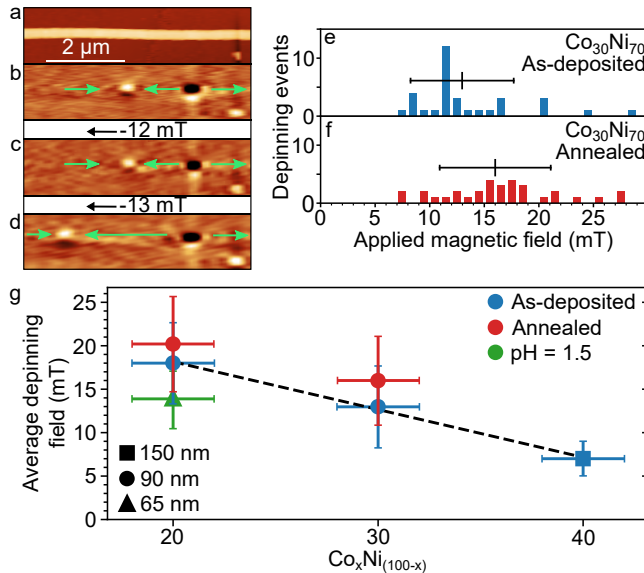 a
2 μm
b
-12 mT
c
-13 mT
d
e
Co30Ni70
As-deposited
10
0
f
Co30Ni70
Annealed
10
0
Depinning events
0 5 10 15 20 25
Applied magnetic field (mT)
g
As-deposited
Annealed
pH = 1.5
150 nm
90 nm
65 nm
25
20
15
10
5
0
Average depinning
field (mT)
20 30 40
CoxNi(100-x)